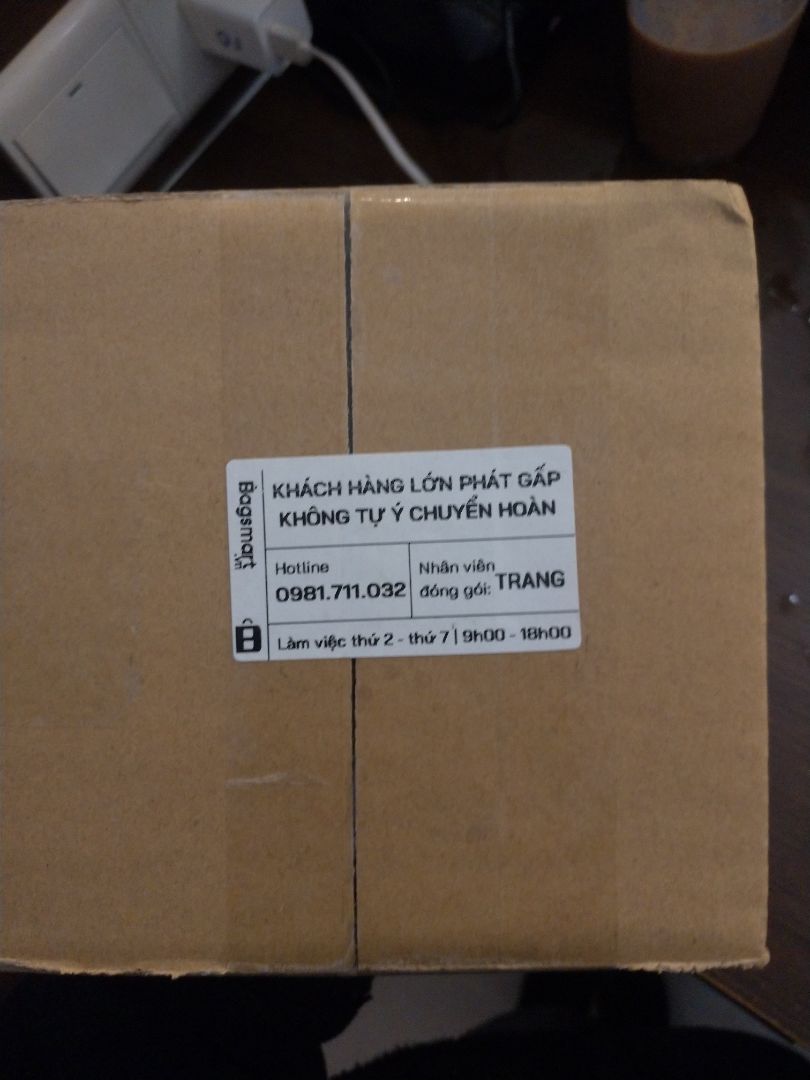 Bagsmart
.vn
KHÁCH HÀNG LỚN PHÁT GẤP
KHÔNG TỰ Ý CHUYỂN HOÀN
Hotline
0981.711.032
Nhân viên
đóng gói: TRANG
Làm việc thứ 2 - thứ 7 | 9h00 - 18h00